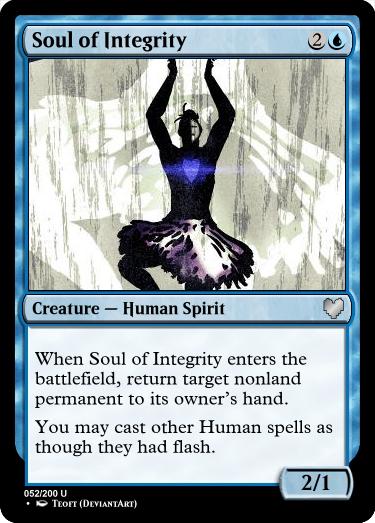 Soul of Integrity 2
Creature — Human Spirit
When Soul of Integrity enters the
battlefield, return target nonland
permanent to its owner's hand.
You may cast other Human spells as
though they had flash.
2/1
052/200 U
• Teoft (DeviantArt)